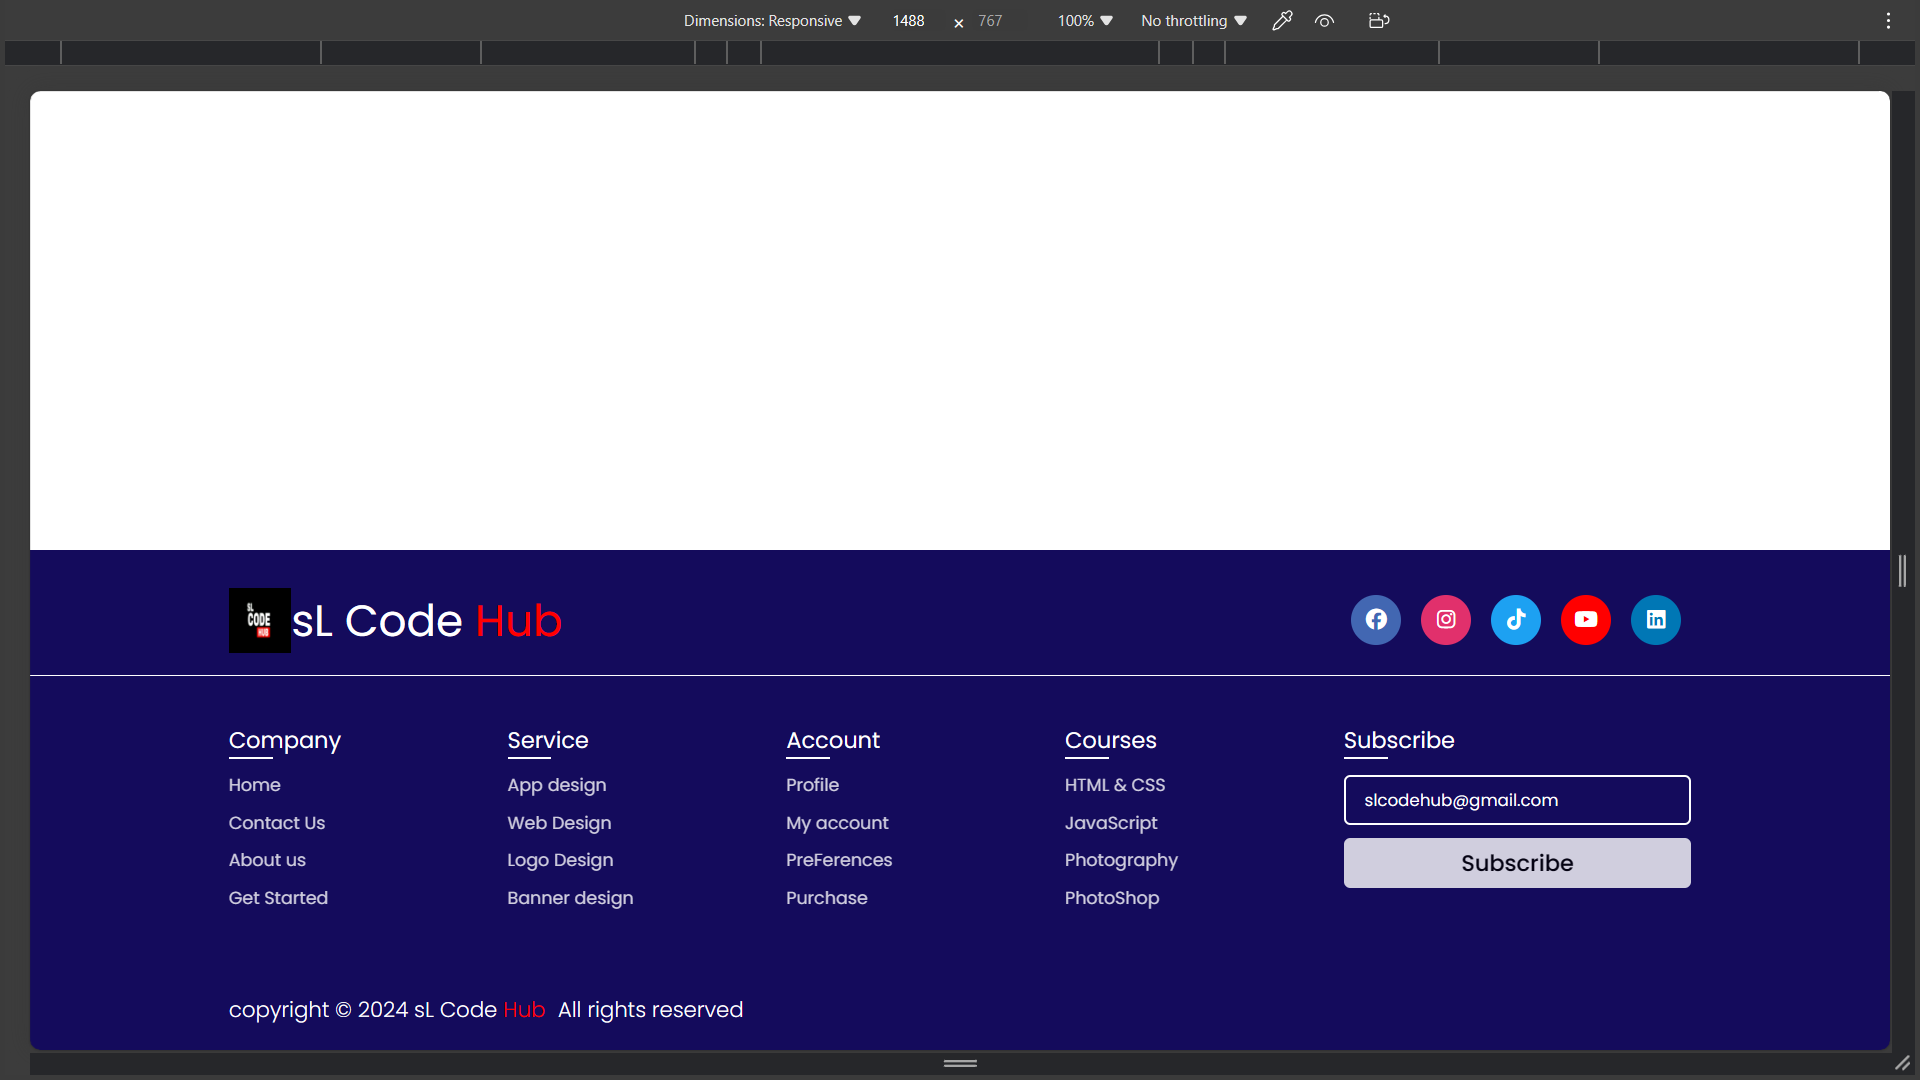 Dimensions: Responsive 1488 × 767 100% No throttling
SL
CODE
HUB
sL Code Hub
Company
Home
Contact Us
About us
Get Started
Service
App design
Web Design
Logo Design
Banner design
Account
Profile
My account
PreFerences
Purchase
Courses
HTML & CSS
JavaScript
Photography
PhotoShop
Subscribe
slcodehub@gmail.com
Subscribe
copyright © 2024 sL Code Hub All rights reserved